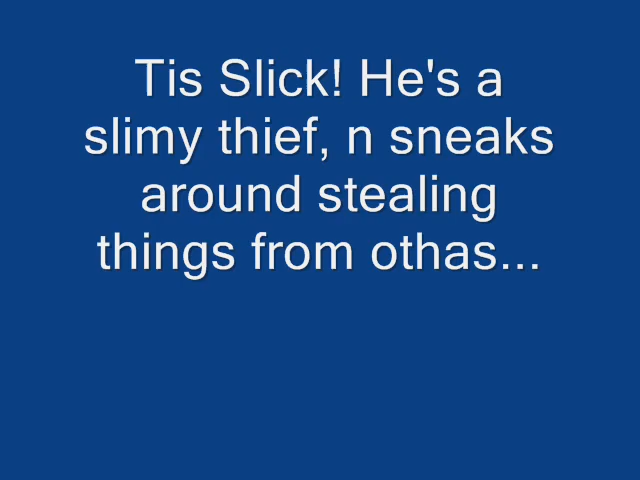 Tis Slick! He's a
slimy thief, n sneaks
around stealing
things from othas...